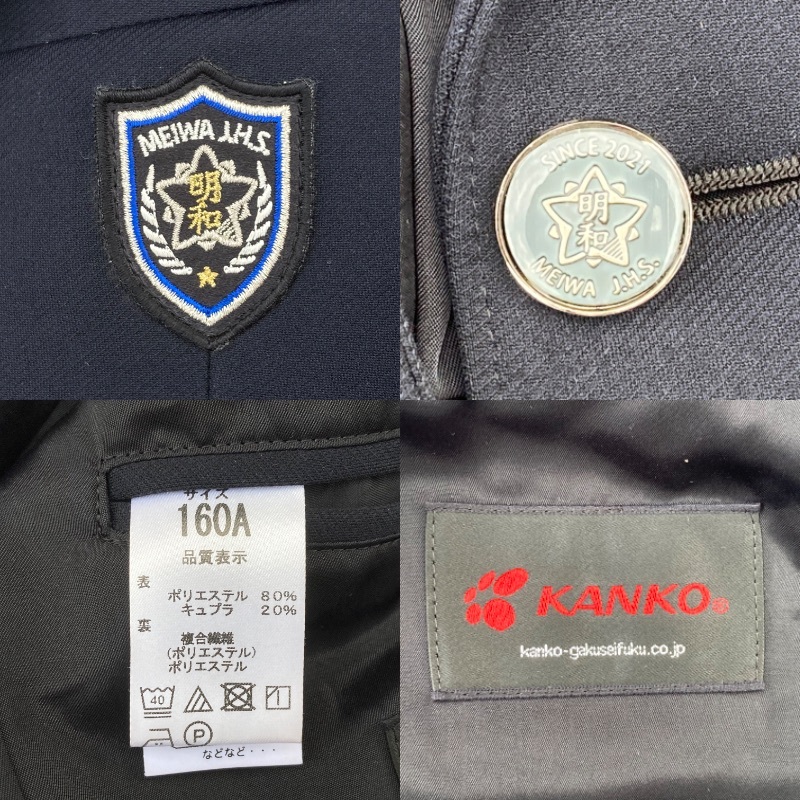 MEIWA J.H.S.
明和
SINCE 2021
明和
MEIWA J.H.S.
サイズ
160A
品質表示
表
ポリエステル 80%
キュプラ 20%
裏
複合繊維
(ポリエステル)
ポリエステル
40
P
などなど・・・
KANKO®
kanko-gakuseifuku.co.jp